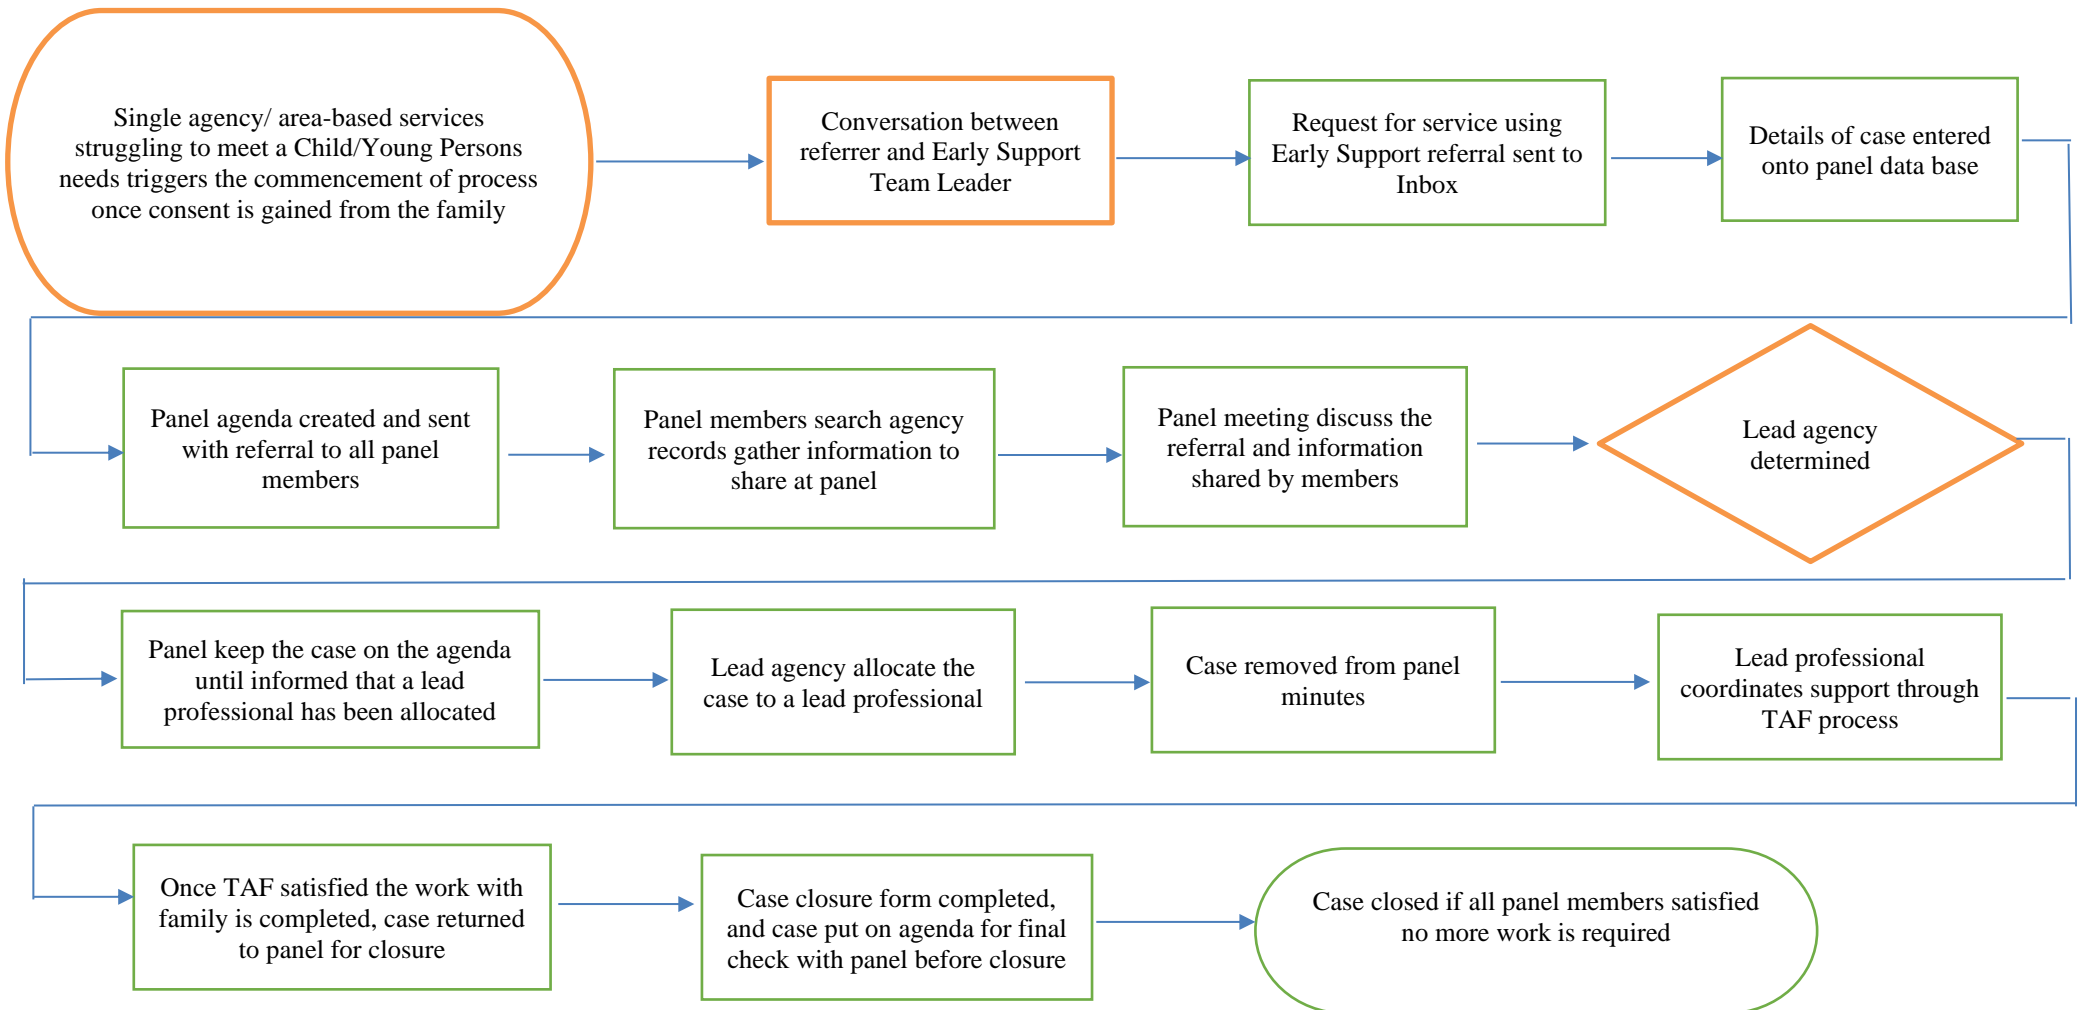 Single agency/ area-based services
struggling to meet a Child/Young Persons
needs triggers the commencement of process
once consent is gained from the family
Conversation between
referrer and Early Support
Team Leader
Request for service using
Early Support referral sent to
Inbox
Details of case entered
onto panel data base
Panel agenda created and sent
with referral to all panel
members
Panel members search agency
records gather information to
share at panel
Panel meeting discuss the
referral and information
shared by members
Lead agency
determined
Panel keep the case on the agenda
until informed that a lead
professional has been allocated
Lead agency allocate the
case to a lead professional
Case removed from panel
minutes
Lead professional
coordinates support through
TAF process
Once TAF satisfied the work with
family is completed, case returned
to panel for closure
Case closure form completed,
and case put on agenda for final
check with panel before closure
Case closed if all panel members satisfied
no more work is required